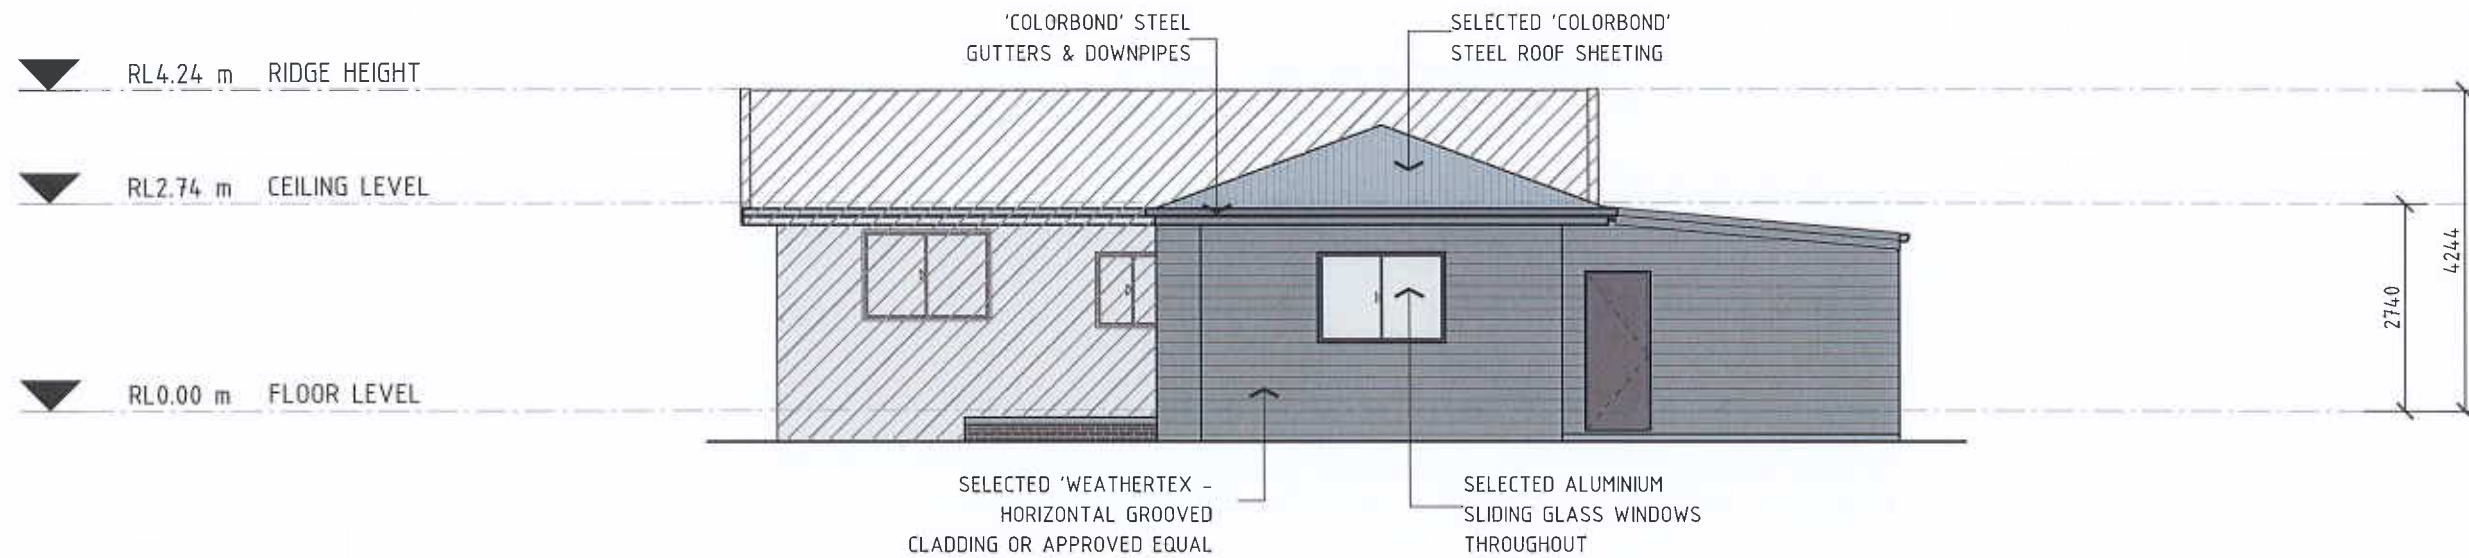 'COLORBOND' STEEL
GUTTERS & DOWNPIPES
SELECTED 'COLORBOND'
STEEL ROOF SHEETING
RL4.24 m RIDGE HEIGHT
RL2.74 m CEILING LEVEL
RL0.00 m FLOOR LEVEL
2740
4244
SELECTED 'WEATHERTEX -
HORIZONTAL GROOVED
CLADDING OR APPROVED EQUAL
SELECTED ALUMINIUM
SLIDING GLASS WINDOWS
THROUGHOUT